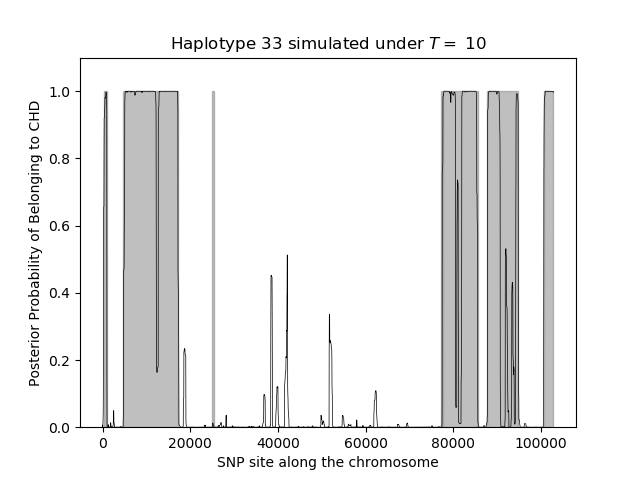 Haplotype 33 simulated under T = 10
Posterior Probability of Belonging to CHD
1.0
0.8
0.6
0.4
0.2
0.0
0 20000 40000 60000 80000 100000
SNP site along the chromosome